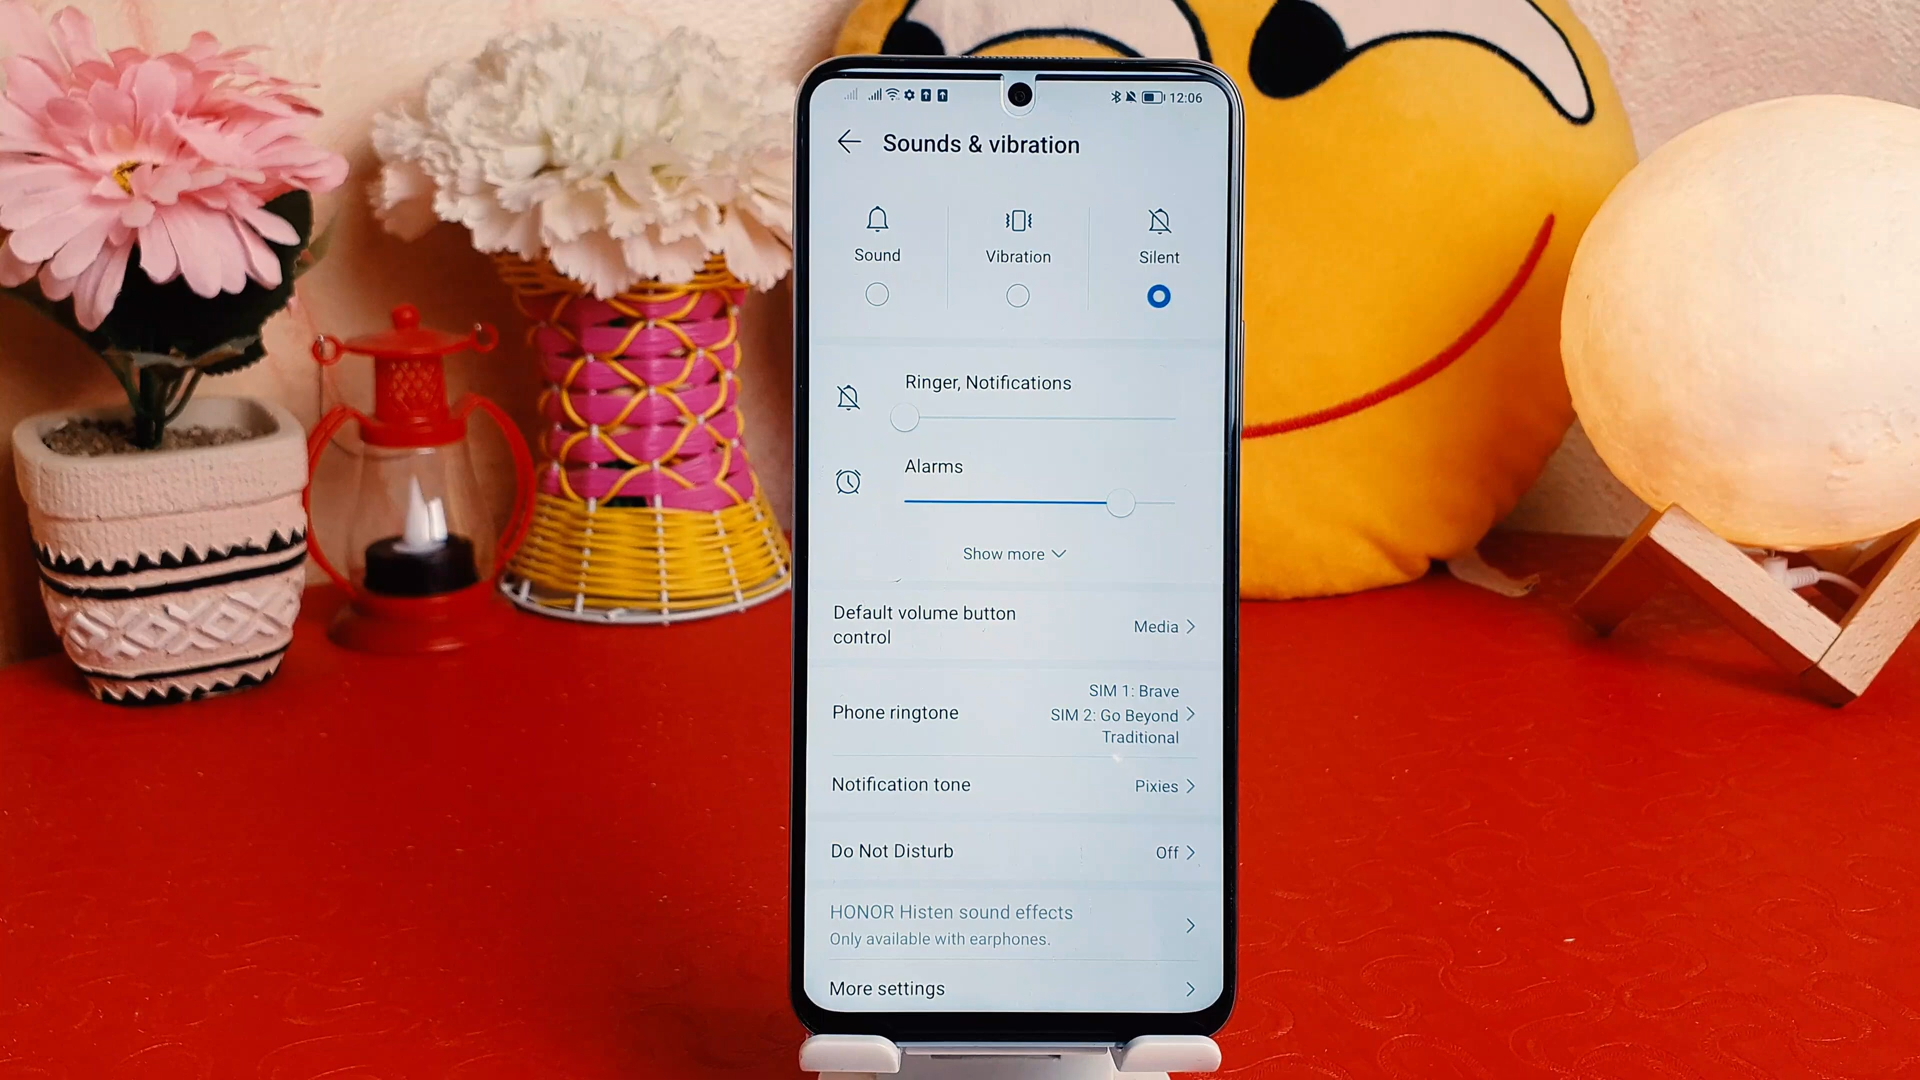 12:06
Sounds & vibration
Sound
Vibration
Silent
Ringer, Notifications
Alarms
Show more
Default volume button
control
Media
Phone ringtone
SIM 1: Brave
SIM 2: Go Beyond
Traditional
Notification tone
Pixies
Do Not Disturb
Off
HONOR Histen sound effects
Only available with earphones.
More settings